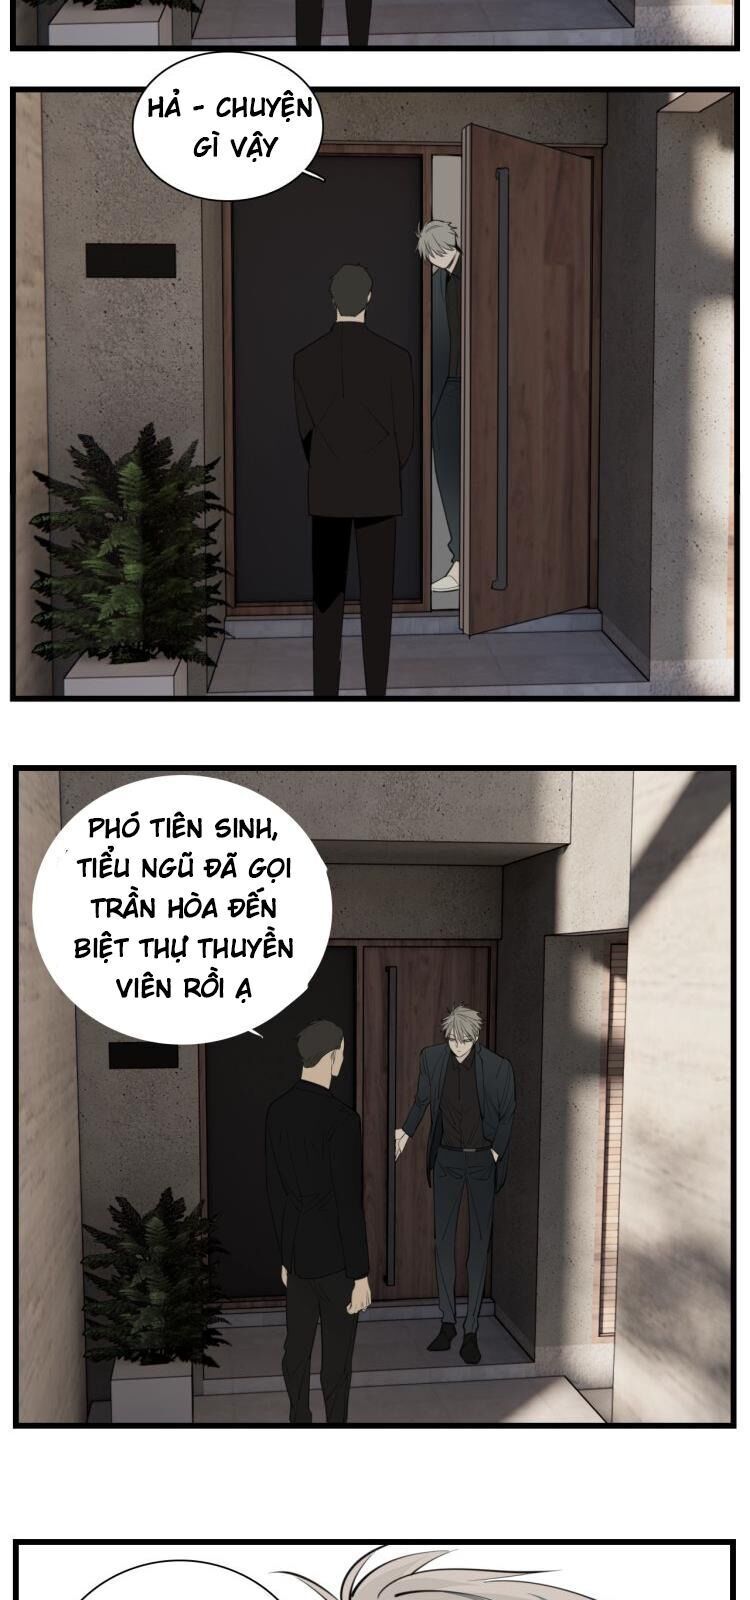 HẢ - CHUYỆN
GÌ VẬY
PHÓ TIÊN SINH,
TIỂU NGŨ ĐÃ GỌI
TRẦN HÒA ĐẾN
BIỆT THỰ THUYỀN
VIÊN RỒI Ạ